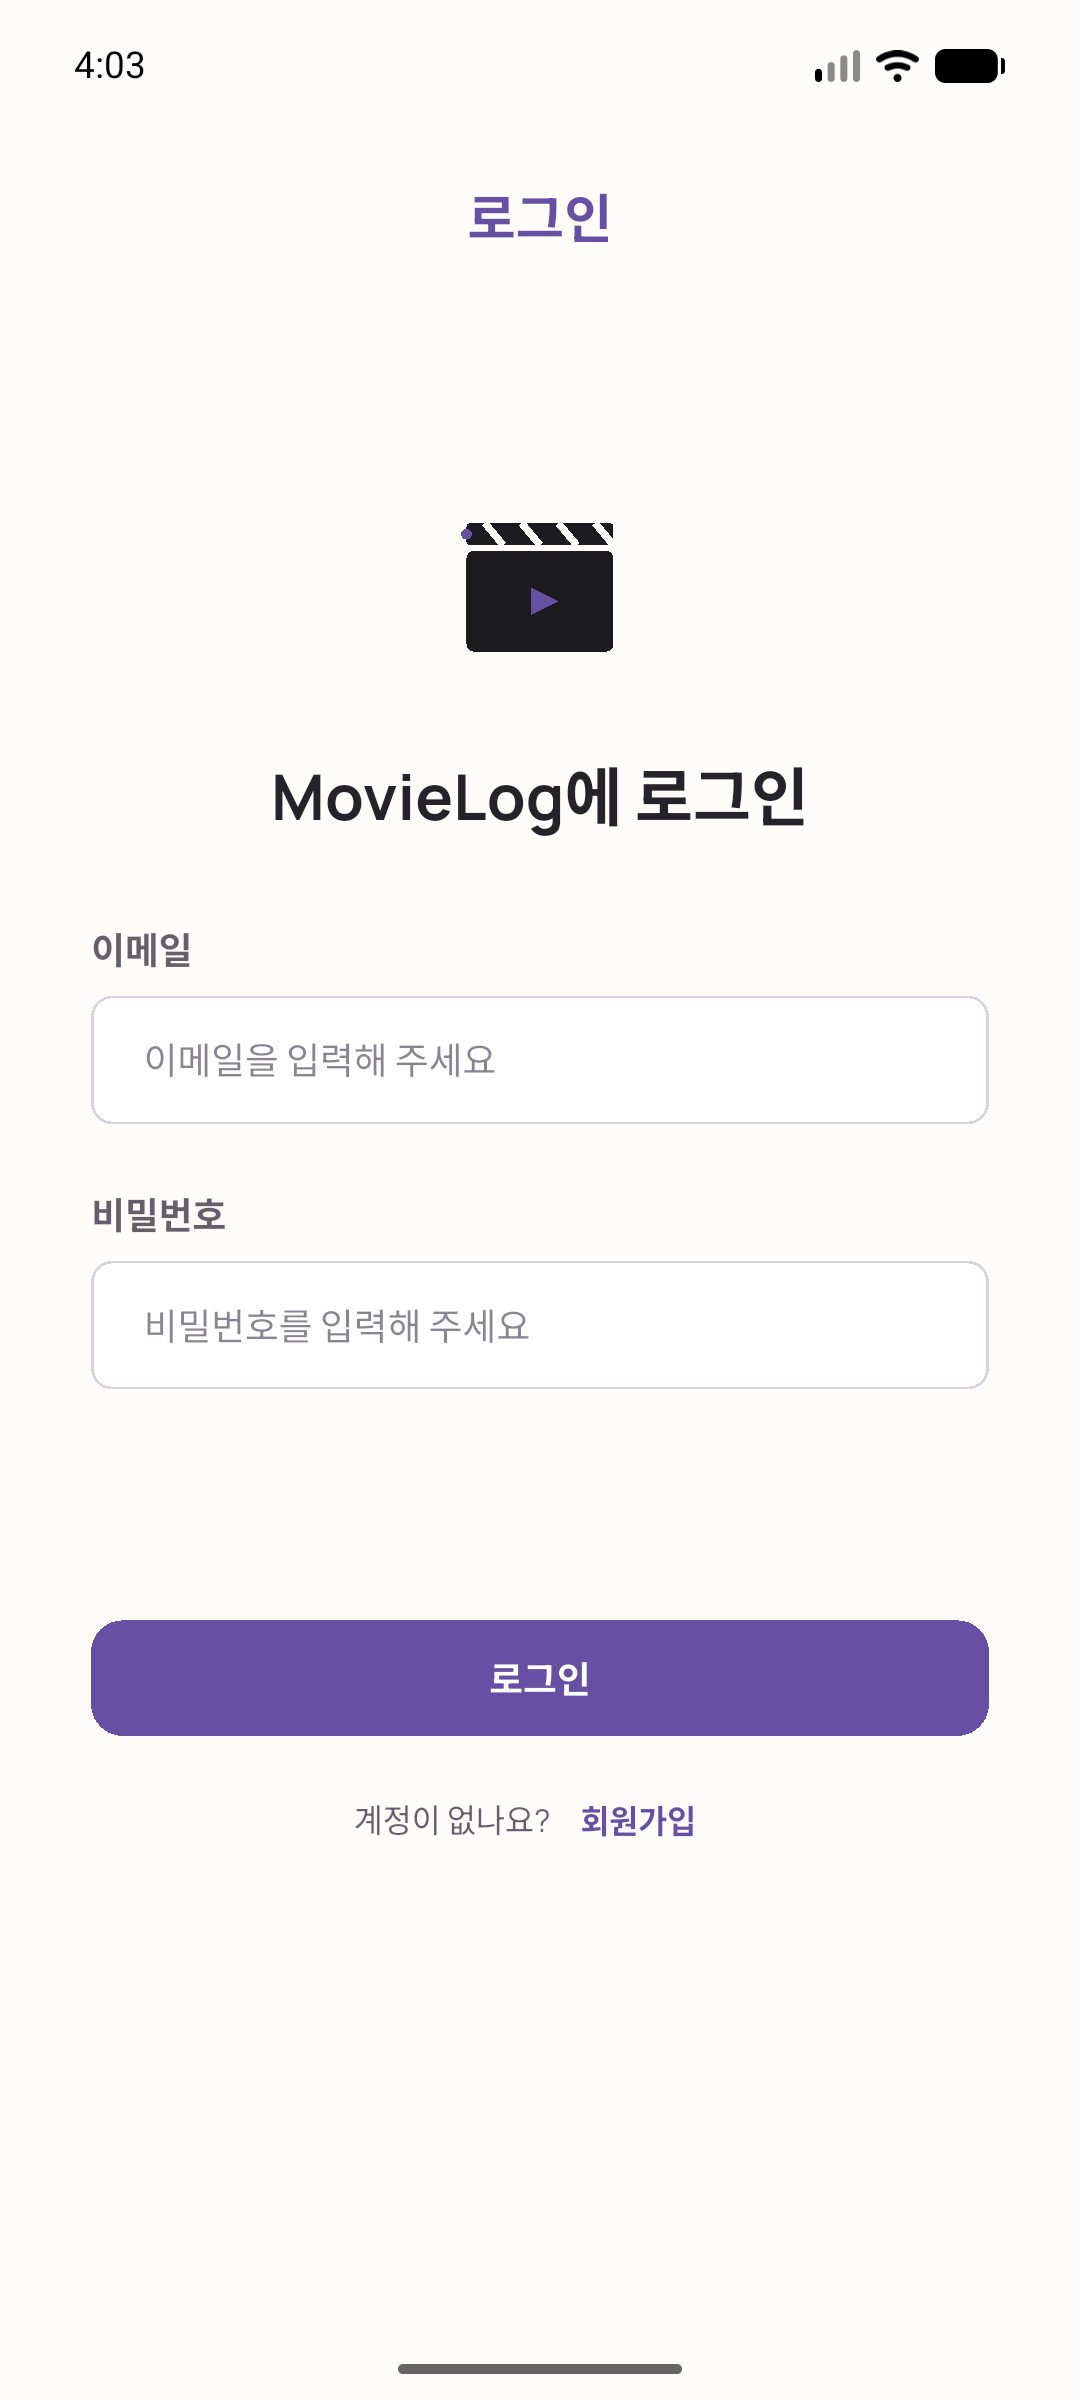 4:03
로그인
MovieLog에 로그인
이메일
이메일을 입력해 주세요
비밀번호
비밀번호를 입력해 주세요
로그인
계정이 없나요? 회원가입